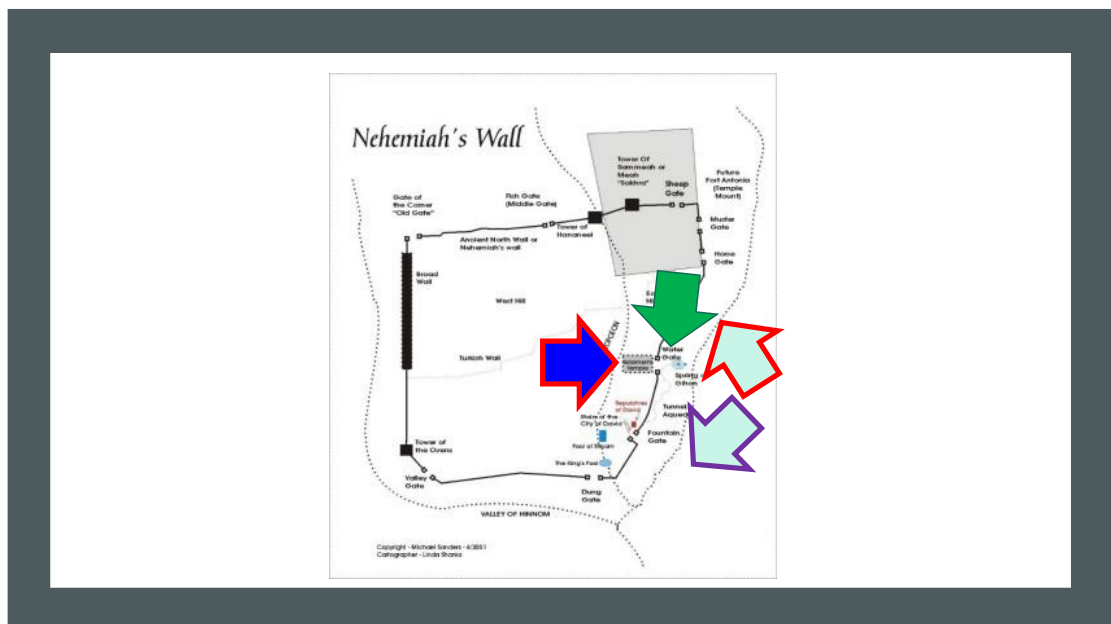 Nehemiah's Wall
Tower Of
Sammeah or
Meah
"Sakhra"
Sheep
Gate
Future
Fort Antonia
(Temple
Mount)
Gate of
the Corner
"Old Gate"
Fish Gate
(Middle Gate)
Tower of
Hananeel
Muster
Gate
Ancient North Wall or
Nehemiah's wall
Home
Gate
Broad
Wall
West Hill
Turkish Wall
Water
Gate
Solomon's
Temple
Spring
Gihon
Sepulchres
of David
Tunnel
Stairs of the
City of David
Fountain
Gate
Pool of Siloam
Tower of
the Ovens
The King's Pool
Valley
Gate
Dung
Gate
VALLEY OF HINNOM
Copyright - Michael Sanders - 6/2001
Cartographer - Linda Shanks